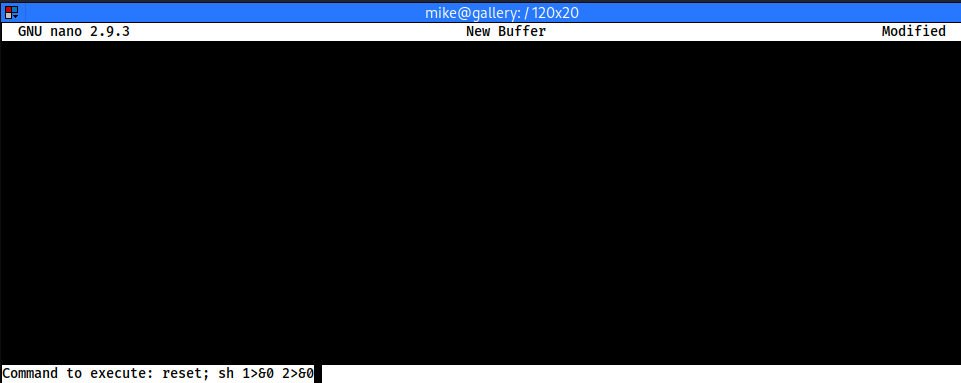 mike@gallery: / 120x20
GNU nano 2.9.3 New Buffer Modified
Command to execute: reset; sh 1>&0 2>&0